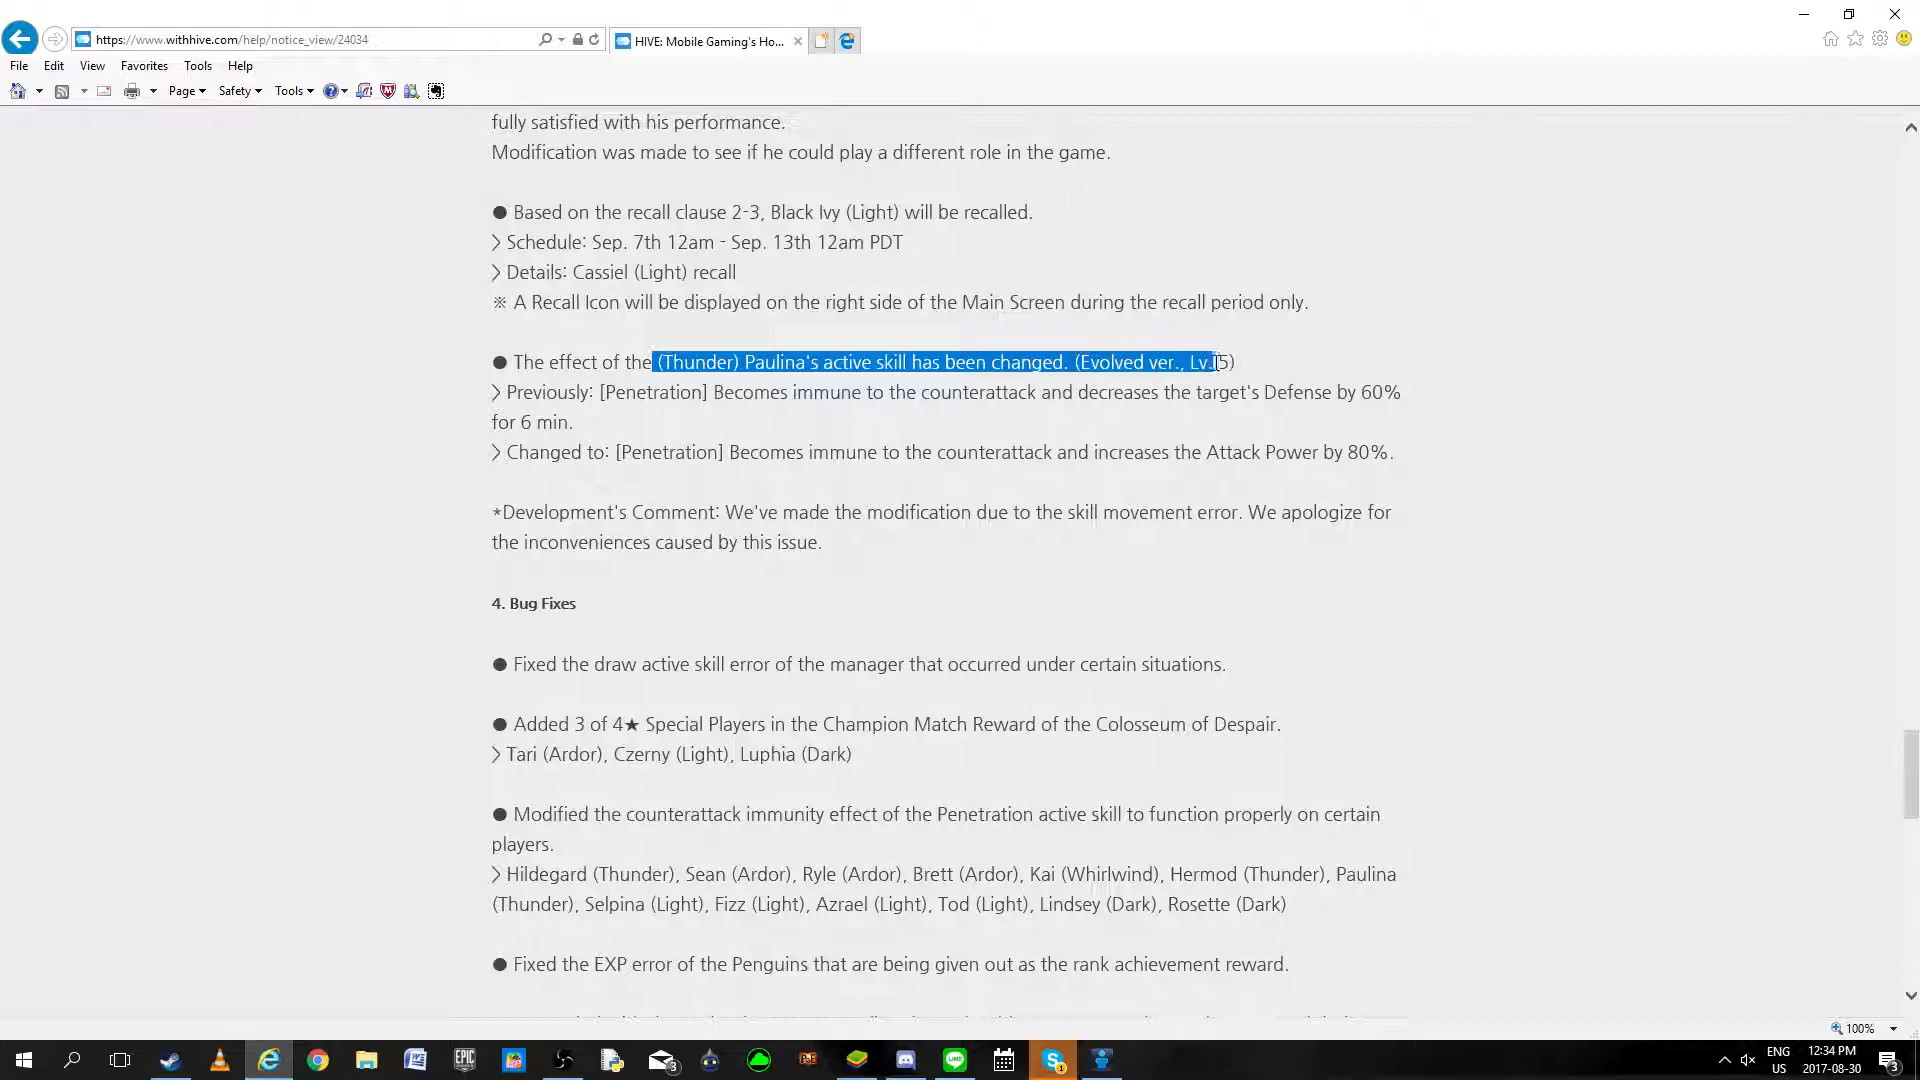 https://www.withhive.com/help/notice_view/24034
HIVE: Mobile Gaming's Ho...
File Edit View Favorites Tools Help
Page Safety Tools
fully satisfied with his performance.
Modification was made to see if he could play a different role in the game.
● Based on the recall clause 2-3, Black Ivy (Light) will be recalled.
> Schedule: Sep. 7th 12am - Sep. 13th 12am PDT
> Details: Cassiel (Light) recall
※ A Recall Icon will be displayed on the right side of the Main Screen during the recall period only.
● The effect of the (Thunder) Paulina's active skill has been changed. (Evolved ver., Lv.15)
> Previously: [Penetration] Becomes immune to the counterattack and decreases the target's Defense by 60%
for 6 min.
> Changed to: [Penetration] Becomes immune to the counterattack and increases the Attack Power by 80%.
*Development's Comment: We've made the modification due to the skill movement error. We apologize for
the inconveniences caused by this issue.
4. Bug Fixes
● Fixed the draw active skill error of the manager that occurred under certain situations.
● Added 3 of 4★ Special Players in the Champion Match Reward of the Colosseum of Despair.
> Tari (Ardor), Czerny (Light), Luphia (Dark)
● Modified the counterattack immunity effect of the Penetration active skill to function properly on certain
players.
> Hildegard (Thunder), Sean (Ardor), Ryle (Ardor), Brett (Ardor), Kai (Whirlwind), Hermod (Thunder), Paulina
(Thunder), Selpina (Light), Fizz (Light), Azrael (Light), Tod (Light), Lindsey (Dark), Rosette (Dark)
● Fixed the EXP error of the Penguins that are being given out as the rank achievement reward.
100%
EPIC GAMES
LINE
3
1
ENG
US
12:34 PM
2017-08-30
3